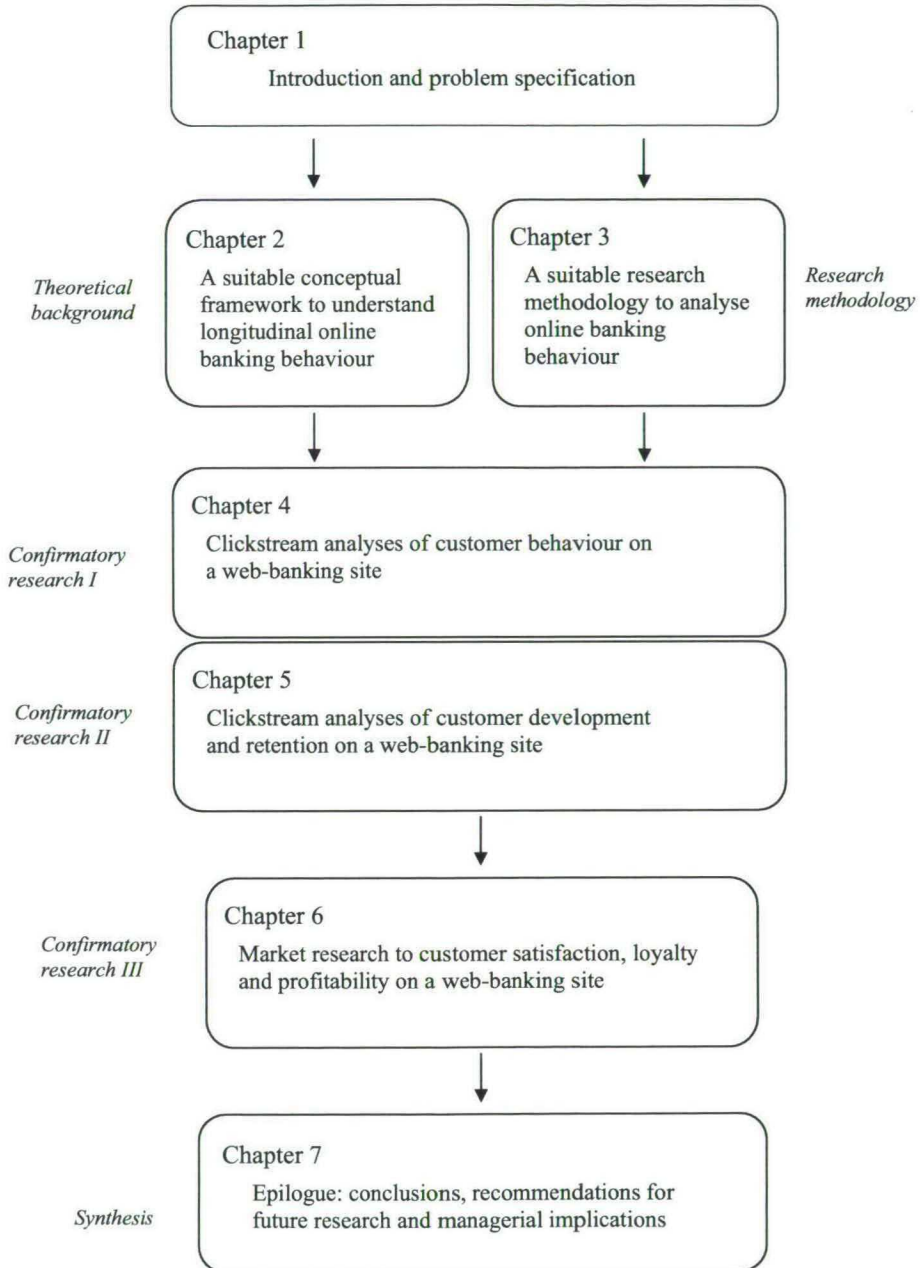 Chapter 1
Introduction and problem specification
Theoretical
background
Chapter 2
A suitable conceptual
framework to understand
longitudinal online
banking behaviour
Chapter 3
A suitable research
methodology to analyse
online banking
behaviour
Research
methodology
Confirmatory
research I
Chapter 4
Clickstream analyses of customer behaviour on
a web-banking site
Confirmatory
research II
Chapter 5
Clickstream analyses of customer development
and retention on a web-banking site
Confirmatory
research III
Chapter 6
Market research to customer satisfaction, loyalty
and profitability on a web-banking site
Synthesis
Chapter 7
Epilogue: conclusions, recommendations for
future research and managerial implications